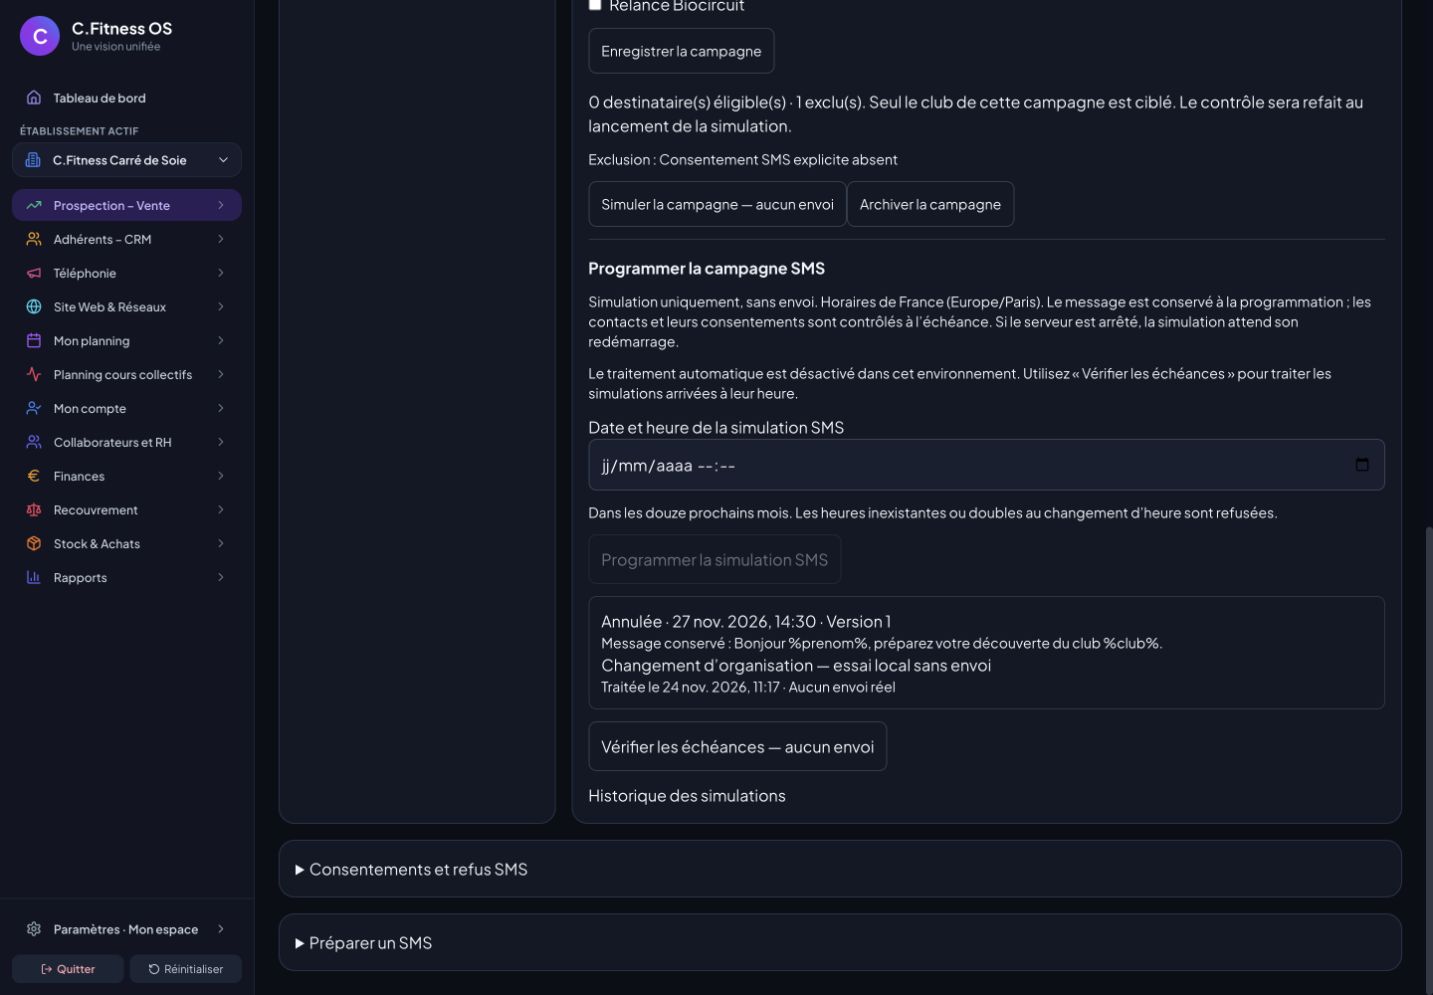 C
C.Fitness OS
Une vision unifiée
Tableau de bord
ÉTABLISSEMENT ACTIF
C.Fitness Carré de Soie
Prospection – Vente
Adhérents – CRM
Téléphonie
Site Web & Réseaux
Mon planning
Planning cours collectifs
Mon compte
Collaborateurs et RH
Finances
Recouvrement
Stock & Achats
Rapports
Paramètres · Mon espace
Quitter
Réinitialiser
Relance Biocircuit
Enregistrer la campagne
0 destinataire(s) éligible(s) · 1 exclu(s). Seul le club de cette campagne est ciblé. Le contrôle sera refait au
lancement de la simulation.
Exclusion : Consentement SMS explicite absent
Simuler la campagne — aucun envoi
Archiver la campagne
Programmer la campagne SMS
Simulation uniquement, sans envoi. Horaires de France (Europe/Paris). Le message est conservé à la programmation ; les
contacts et leurs consentements sont contrôlés à l'échéance. Si le serveur est arrêté, la simulation attend son
redémarrage.
Le traitement automatique est désactivé dans cet environnement. Utilisez « Vérifier les échéances » pour traiter les
simulations arrivées à leur heure.
Date et heure de la simulation SMS
jj/mm/aaaa --:--
Dans les douze prochains mois. Les heures inexistantes ou doubles au changement d'heure sont refusées.
Programmer la simulation SMS
Annulée · 27 nov. 2026, 14:30 · Version 1
Message conservé : Bonjour %prenom%, préparez votre découverte du club %club%.
Changement d'organisation — essai local sans envoi
Traitée le 24 nov. 2026, 11:17 · Aucun envoi réel
Vérifier les échéances — aucun envoi
Historique des simulations
Consentements et refus SMS
Préparer un SMS